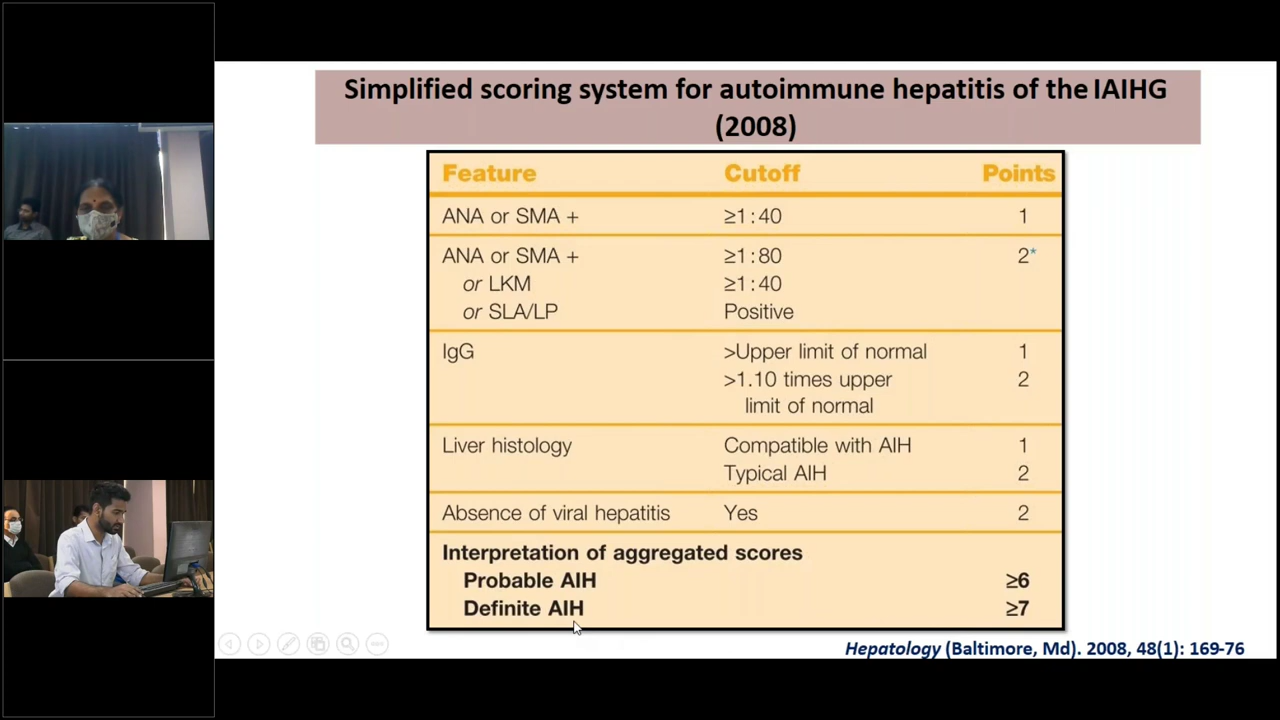 Simplified scoring system for autoimmune hepatitis of the IAIHG
(2008)
Feature Cutoff Points
ANA or SMA + ≥1:40 1
ANA or SMA + ≥1:80 2*
or LKM ≥1:40
or SLA/LP Positive
IgG >Upper limit of normal 1
>1.10 times upper 2
limit of normal
Liver histology Compatible with AIH 1
Typical AIH 2
Absence of viral hepatitis Yes 2
Interpretation of aggregated scores
Probable AIH ≥6
Definite AIH ≥7
Hepatology (Baltimore, Md). 2008, 48(1): 169-76